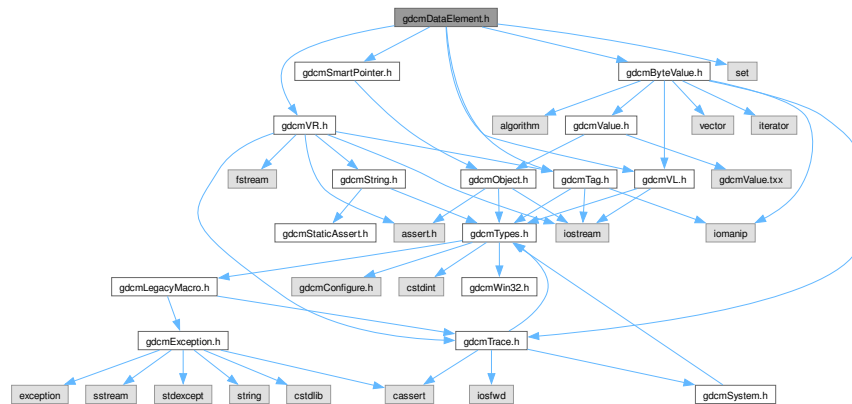 gdcmDataElement.h
gdcmSmartPointer.h
gdcmByteValue.h
set
gdcmVR.h
algorithm
gdcmValue.h
vector
iterator
fstream
gdcmString.h
gdcmObject.h
gdcmTag.h
gdcmVL.h
gdcmValue.txx
gdcmStaticAssert.h
assert.h
gdcmTypes.h
iostream
iomanip
gdcmLegacyMacro.h
gdcmConfigure.h
cstdint
gdcmWin32.h
gdcmException.h
gdcmTrace.h
exception
sstream
stdexcept
string
cstdlib
cassert
iosfwd
gdcmSystem.h